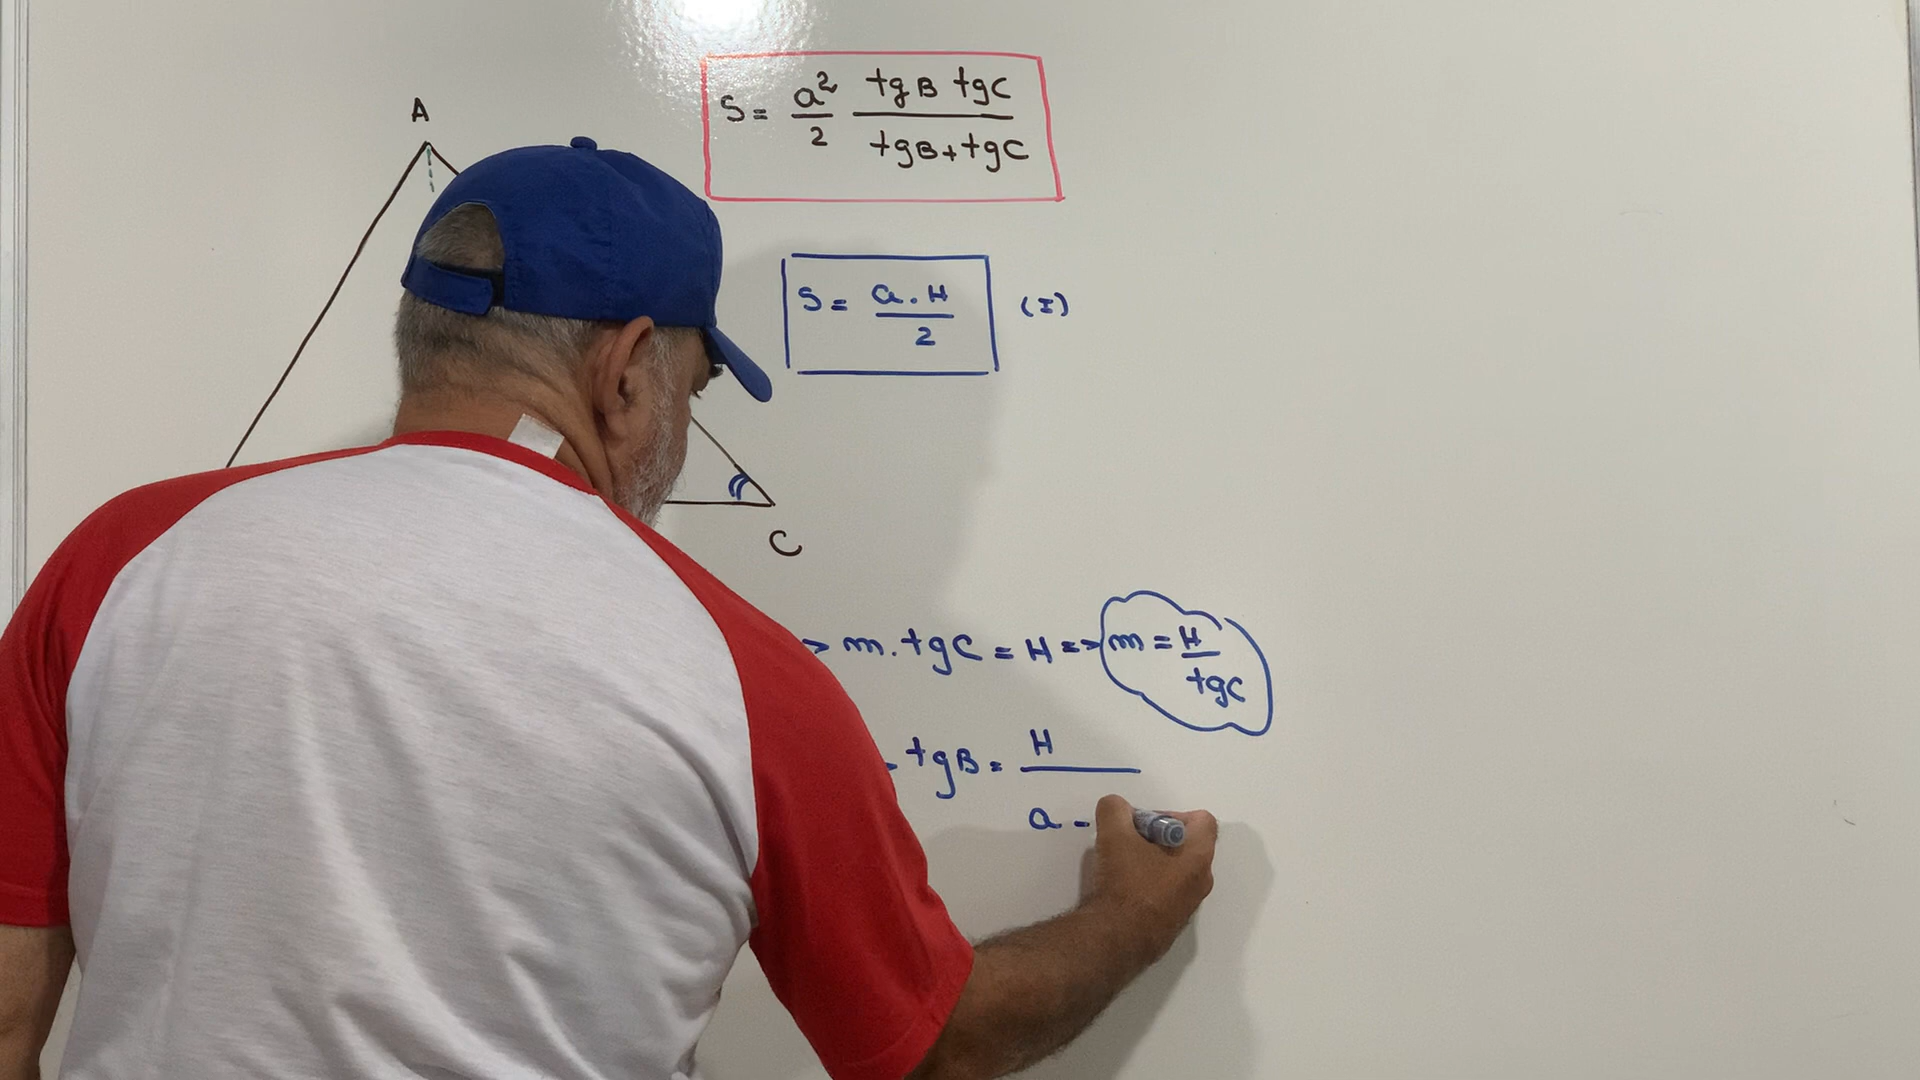 A
S = a²/2 tgB tgC / tgB + tgC
S = a.H / 2 (I)
C
m.tgC = H => m = H / tgC
tgB = H / a -